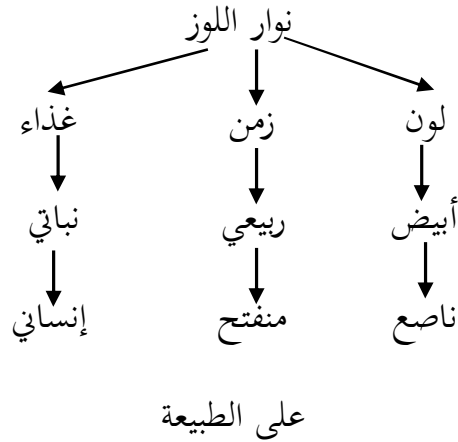 نوار اللوز
لون زمن غذاء
أبيض ربيعي نباتي
ناصع منفتح إنساني
على الطبيعة